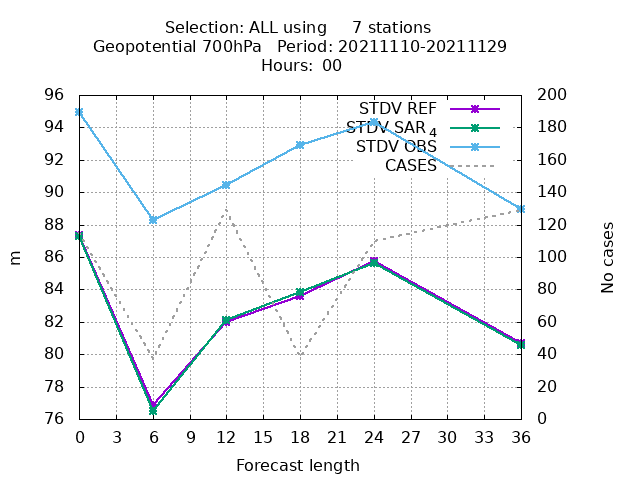 Selection: ALL using     7 stations
Geopotential 700hPa   Period: 20211110-20211129
Hours: 00
96 200
STDV REF
94 180
STDV SAR 4
STDV OBS
92 160
CASES
90 140
88 120
86 100
m
No cases
84 80
82 60
80 40
78 20
76 0
0 3 6 9 12 15 18 21 24 27 30 33 36
Forecast length